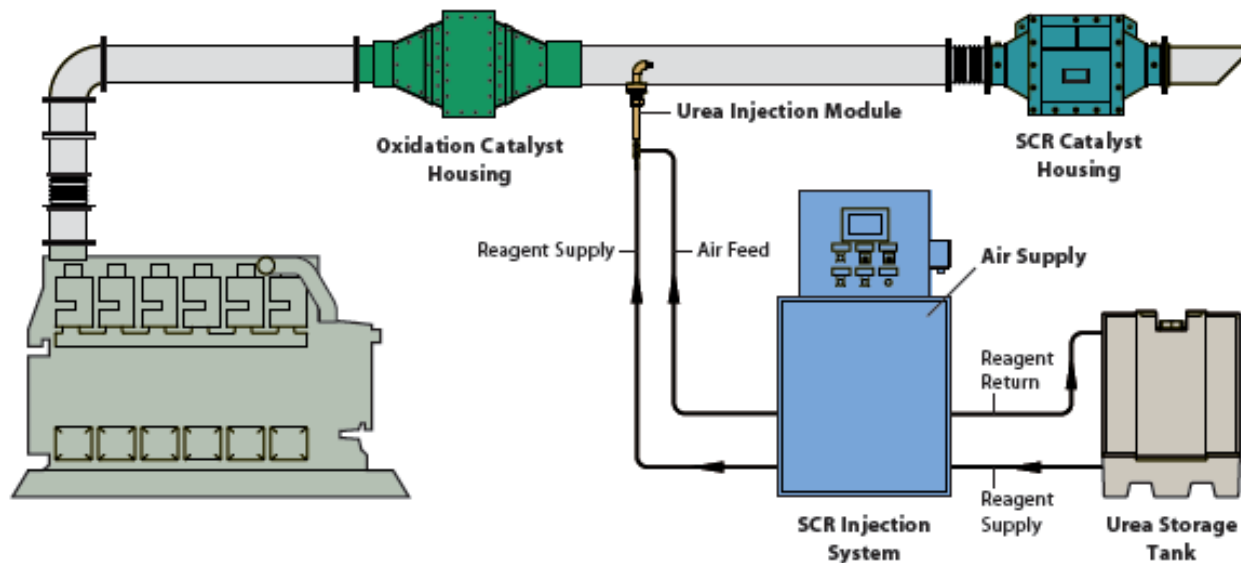 Urea Injection Module
Oxidation Catalyst
Housing
SCR Catalyst
Housing
Reagent Supply
Air Feed
Air Supply
Reagent
Return
Reagent
Supply
SCR Injection
System
Urea Storage
Tank